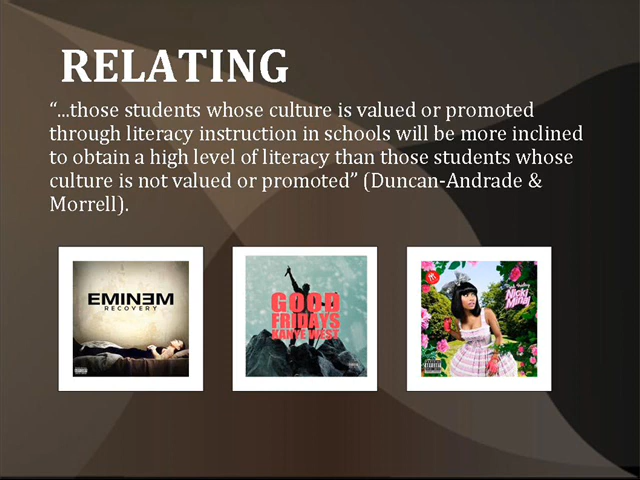 RELATING
“...those students whose culture is valued or promoted
through literacy instruction in schools will be more inclined
to obtain a high level of literacy than those students whose
culture is not valued or promoted” (Duncan-Andrade &
Morrell).
EMINEM
RECOVERY
GOOD
FRIDAYS
KANYE WEST
Nicki
Minaj